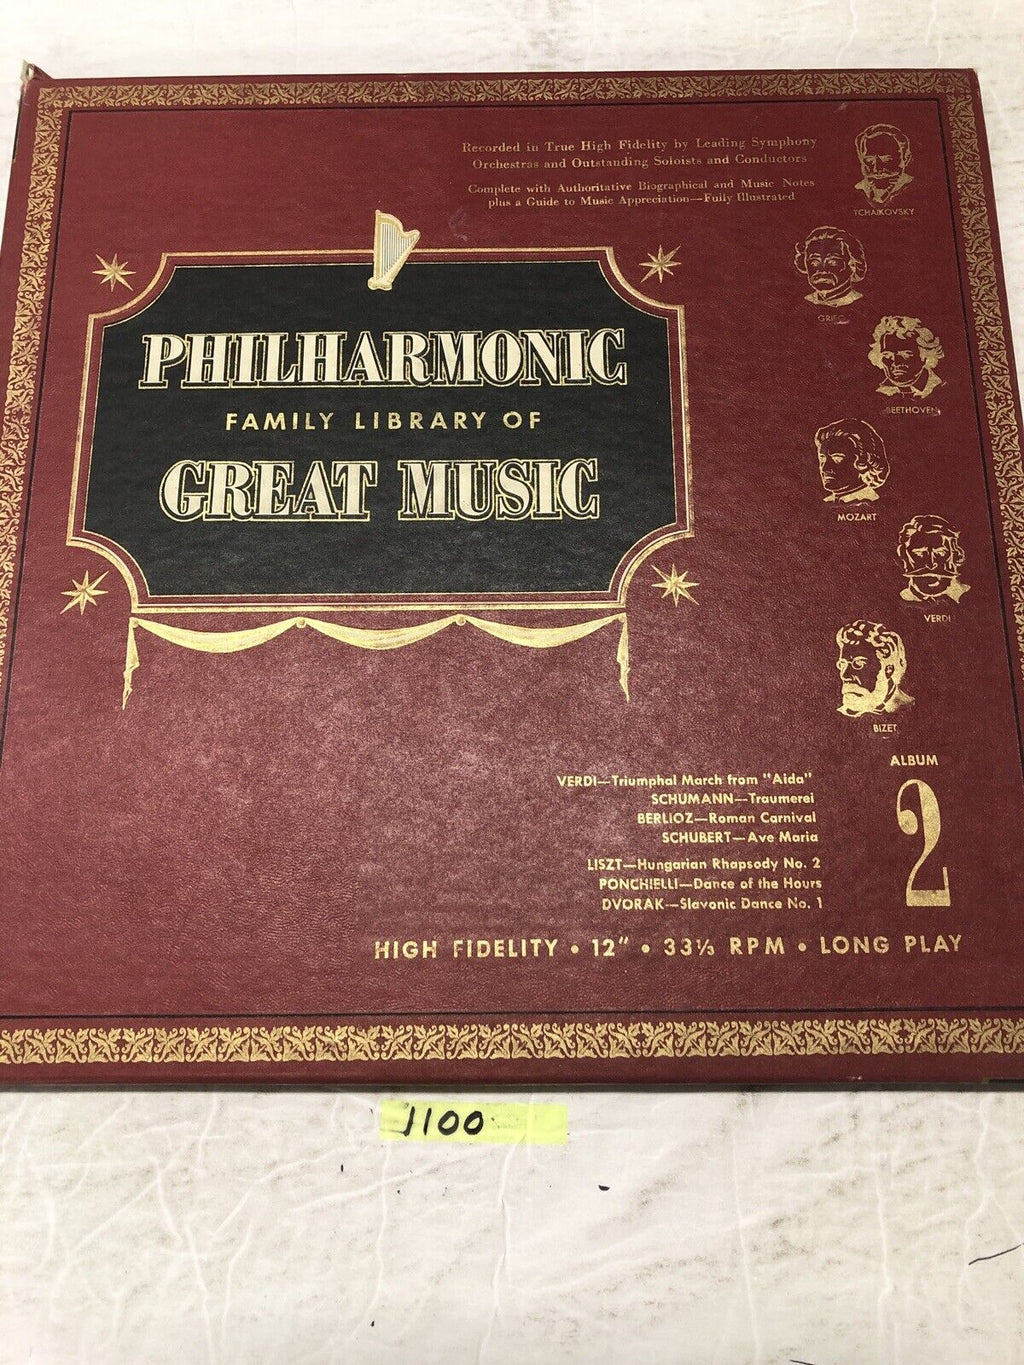 Recorded in True High Fidelity by Leading Symphony
Orchestras and Outstanding Soloists and Conductors
Complete with Authoritative Biographical and Music Notes
plus a Guide to Music Appreciation—Fully Illustrated
TCHAIKOVSKY
GRIEG
BEETHOVEN
MOZART
VERDI
BIZET
PHILHARMONIC
FAMILY LIBRARY OF
GREAT MUSIC
ALBUM
2
VERDI—Triumphal March from "Aida"
SCHUMANN—Traumerei
BERLIOZ—Roman Carnival
SCHUBERT—Ave Maria
LISZT—Hungarian Rhapsody No. 2
PONCHIELLI—Dance of the Hours
DVORAK—Slavonic Dance No. 1
HIGH FIDELITY • 12" • 33⅓ RPM • LONG PLAY
1100